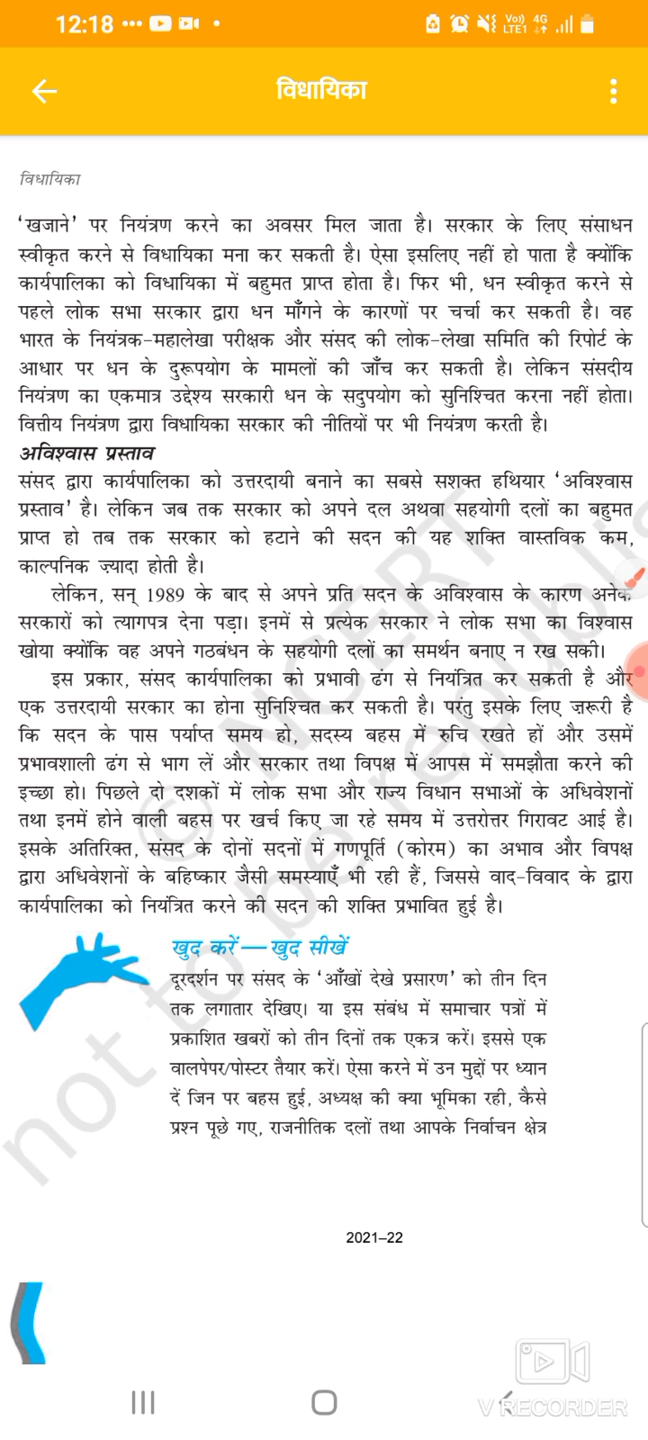 12:18
Voo) 4G
LTE1
विधायिका
विधायिका
'खजाने' पर नियंत्रण करने का अवसर मिल जाता है। सरकार के लिए संसाधन
स्वीकृत करने से विधायिका मना कर सकती है। ऐसा इसलिए नहीं हो पाता है क्योंकि
कार्यपालिका को विधायिका में बहुमत प्राप्त होता है। फिर भी, धन स्वीकृत करने से
पहले लोक सभा सरकार द्वारा धन माँगने के कारणों पर चर्चा कर सकती है। वह
भारत के नियंत्रक-महालेखा परीक्षक और संसद की लोक-लेखा समिति की रिपोर्ट के
आधार पर धन के दुरूपयोग के मामलों की जाँच कर सकती है। लेकिन संसदीय
नियंत्रण का एकमात्र उद्देश्य सरकारी धन के सदुपयोग को सुनिश्चित करना नहीं होता।
वित्तीय नियंत्रण द्वारा विधायिका सरकार की नीतियों पर भी नियंत्रण करती है।
अविश्वास प्रस्ताव
संसद द्वारा कार्यपालिका को उत्तरदायी बनाने का सबसे सशक्त हथियार 'अविश्वास
प्रस्ताव' है। लेकिन जब तक सरकार को अपने दल अथवा सहयोगी दलों का बहुमत
प्राप्त हो तब तक सरकार को हटाने की सदन की यह शक्ति वास्तविक कम,
काल्पनिक ज़्यादा होती है।
लेकिन, सन् 1989 के बाद से अपने प्रति सदन के अविश्वास के कारण अनेक
सरकारों को त्यागपत्र देना पड़ा। इनमें से प्रत्येक सरकार ने लोक सभा का विश्वास
खोया क्योंकि वह अपने गठबंधन के सहयोगी दलों का समर्थन बनाए न रख सकी।
इस प्रकार, संसद कार्यपालिका को प्रभावी ढंग से नियंत्रित कर सकती है और
एक उत्तरदायी सरकार का होना सुनिश्चित कर सकती है। परंतु इसके लिए ज़रूरी है
कि सदन के पास पर्याप्त समय हो, सदस्य बहस में रुचि रखते हों और उसमें
प्रभावशाली ढंग से भाग लें और सरकार तथा विपक्ष में आपस में समझौता करने की
इच्छा हो। पिछले दो दशकों में लोक सभा और राज्य विधान सभाओं के अधिवेशनों
तथा इनमें होने वाली बहस पर खर्च किए जा रहे समय में उत्तरोत्तर गिरावट आई है।
इसके अतिरिक्त, संसद के दोनों सदनों में गणपूर्ति (कोरम) का अभाव और विपक्ष
द्वारा अधिवेशनों के बहिष्कार जैसी समस्याएँ भी रही हैं, जिससे वाद-विवाद के द्वारा
कार्यपालिका को नियंत्रित करने की सदन की शक्ति प्रभावित हुई है।
खुद करें — खुद सीखें
दूरदर्शन पर संसद के 'आँखों देखे प्रसारण' को तीन दिन
तक लगातार देखिए। या इस संबंध में समाचार पत्रों में
प्रकाशित खबरों को तीन दिनों तक एकत्र करें। इससे एक
वालपेपर/पोस्टर तैयार करें। ऐसा करने में उन मुद्दों पर ध्यान
दें जिन पर बहस हुई, अध्यक्ष की क्या भूमिका रही, कैसे
प्रश्न पूछे गए, राजनीतिक दलों तथा आपके निर्वाचन क्षेत्र
© NCERT
not to be republis
2021–22
V RECORDER